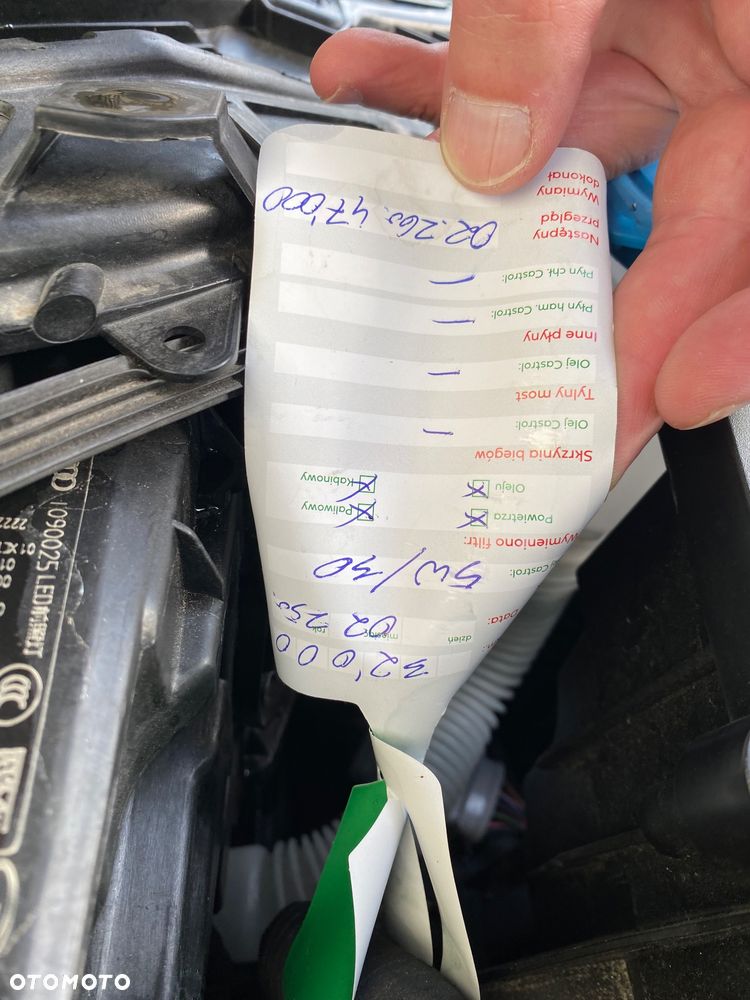 32'000
dzień miesiąc rok
Data: 02 25r.
Castrol: 5W/30
Wymieniono filtr:
Powietrza Paliwowy
Oleju Kabinowy
Skrzynia biegów
Olej Castrol: —
Tylny most
Olej Castrol: —
Inne płyny
Płyn ham. Castrol: —
Płyn chł. Castrol: —
Następny
przegląd 02.26r. 47'000
Wymiany
dokonał
1090025
OTOMOTO